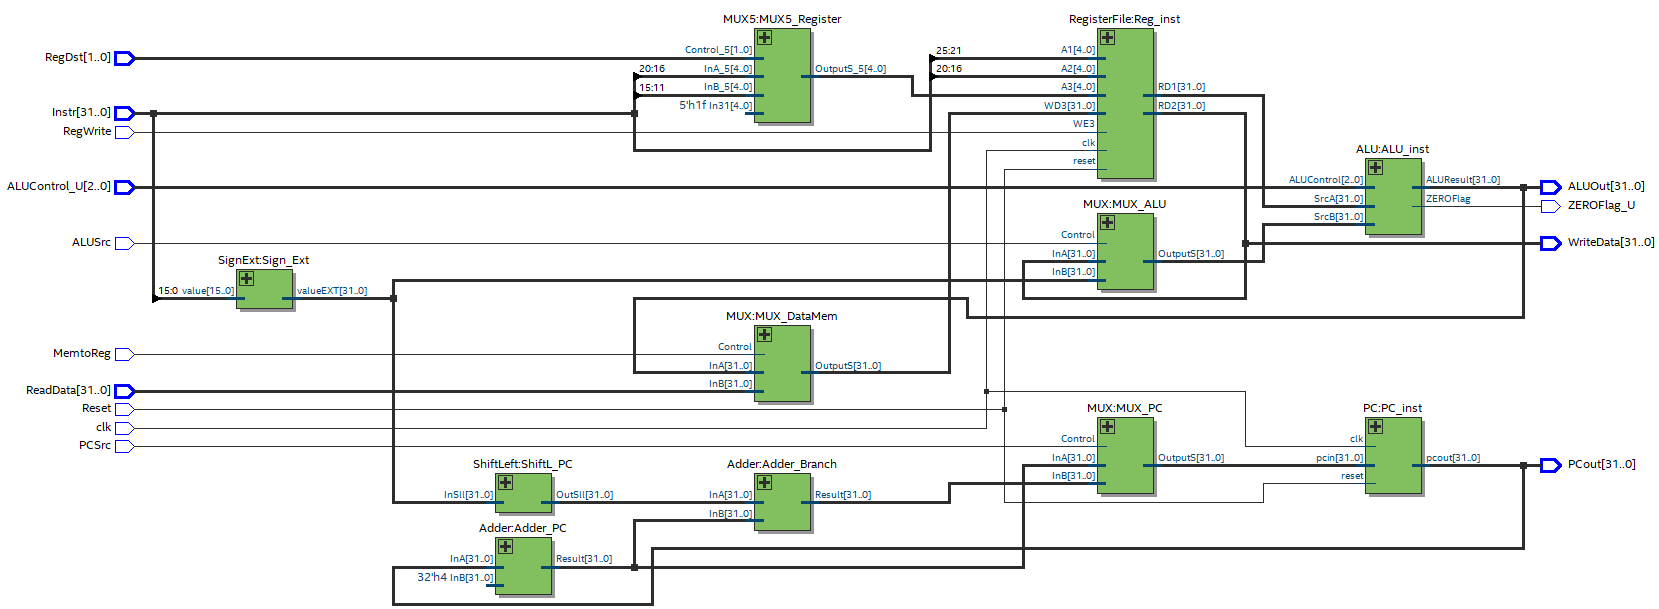 MUX5:MUX5_Register
RegisterFile:Reg_inst
RegDst[1..0]
Control_5[1..0]
25:21
A1[4..0]
20:16
InA_5[4..0]
OutputS_5[4..0]
20:16
A2[4..0]
15:11
InB_5[4..0]
A3[4..0]
RD1[31..0]
Instr[31..0]
5'h1f In31[4..0]
WD3[31..0]
RD2[31..0]
RegWrite
WE3
clk
ALU:ALU_inst
reset
ALUControl_U[2..0]
ALUControl[2..0]
ALUResult[31..0]
ALUOut[31..0]
SrcA[31..0]
ZEROFlag
ZEROFlag_U
MUX:MUX_ALU
SrcB[31..0]
ALUSrc
Control
WriteData[31..0]
SignExt:Sign_Ext
InA[31..0]
OutputS[31..0]
InB[31..0]
15:0 value[15..0]
valueEXT[31..0]
MUX:MUX_DataMem
MemtoReg
Control
InA[31..0]
OutputS[31..0]
ReadData[31..0]
InB[31..0]
Reset
MUX:MUX_PC
PC:PC_inst
clk
PCSrc
Control
clk
ShiftLeft:ShiftL_PC
Adder:Adder_Branch
InA[31..0]
OutputS[31..0]
pcin[31..0]
pcout[31..0]
PCout[31..0]
InB[31..0]
reset
InSll[31..0]
OutSll[31..0]
InA[31..0]
Result[31..0]
InB[31..0]
Adder:Adder_PC
InA[31..0]
Result[31..0]
32'h4 InB[31..0]